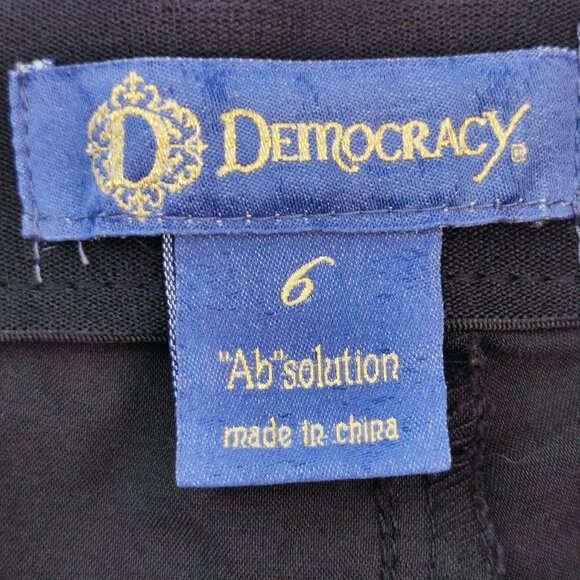 D DEMOCRACY®
6
"Ab"solution
made in china